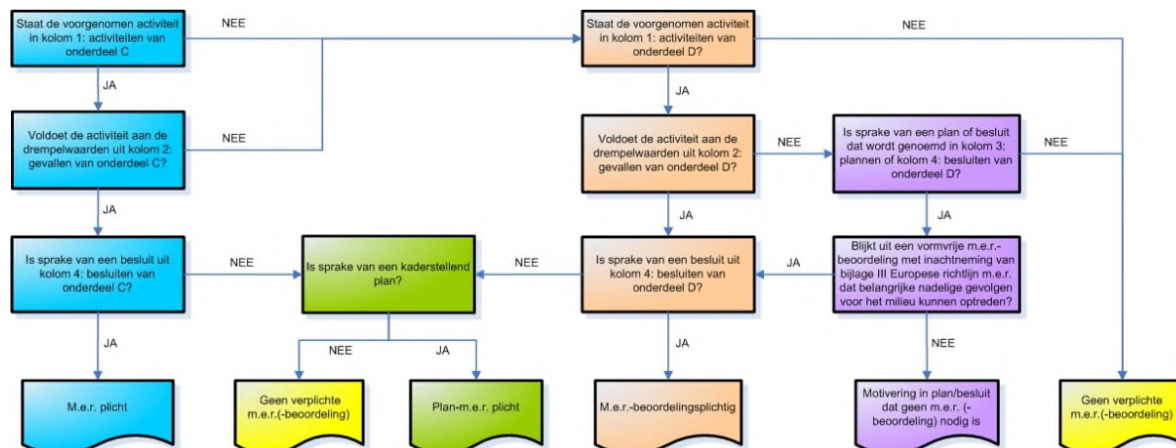 Staat de voorgenomen activiteit
in kolom 1: activiteiten van
onderdeel C
NEE
Staat de voorgenomen activiteit
in kolom 1: activiteiten van
onderdeel D?
NEE
JA
JA
Voldoet de activiteit aan de
drempelwaarden uit kolom 2:
gevallen van onderdeel C?
NEE
Voldoet de activiteit aan de
drempelwaarden uit kolom 2:
gevallen van onderdeel D?
NEE
Is sprake van een plan of besluit
dat wordt genoemd in kolom 3:
plannen of kolom 4: besluiten van
onderdeel D?
NEE
JA
JA
JA
Is sprake van een besluit uit
kolom 4: besluiten van
onderdeel C?
NEE
Is sprake van een kaderstellend
plan?
NEE
Is sprake van een besluit uit
kolom 4: besluiten van
onderdeel D?
JA
Blijkt uit een vormvrije m.e.r.-
beoordeling met inachtneming van
bijlage III Europese richtlijn m.e.r.
dat belangrijke nadelige gevolgen
voor het milieu kunnen optreden?
JA
NEE
JA
JA
NEE
M.e.r. plicht
Geen verplichte
m.e.r.(-beoordeling)
Plan-m.e.r. plicht
M.e.r.-beoordelingsplichtig
Motivering in plan/besluit
dat geen m.e.r. (-
beoordeling) nodig is
Geen verplichte
m.e.r.(-beoordeling)